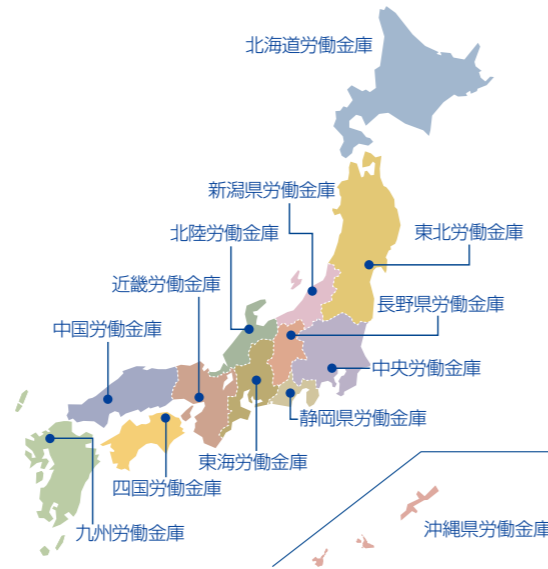 北海道労働金庫
新潟県労働金庫
東北労働金庫
北陸労働金庫
近畿労働金庫
長野県労働金庫
中国労働金庫
中央労働金庫
静岡県労働金庫
東海労働金庫
四国労働金庫
九州労働金庫
沖縄県労働金庫